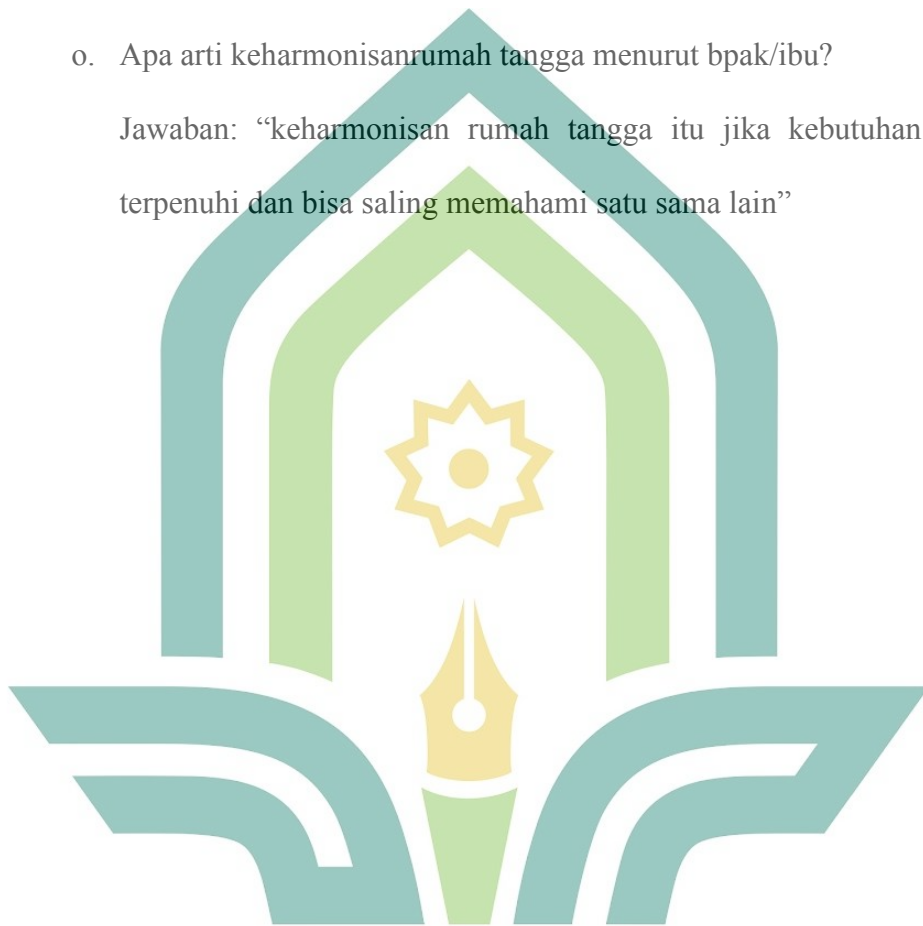 o. Apa arti keharmonisanrumah tangga menurut bpak/ibu?
Jawaban: “keharmonisan rumah tangga itu jika kebutuhan
terpenuhi dan bisa saling memahami satu sama lain”